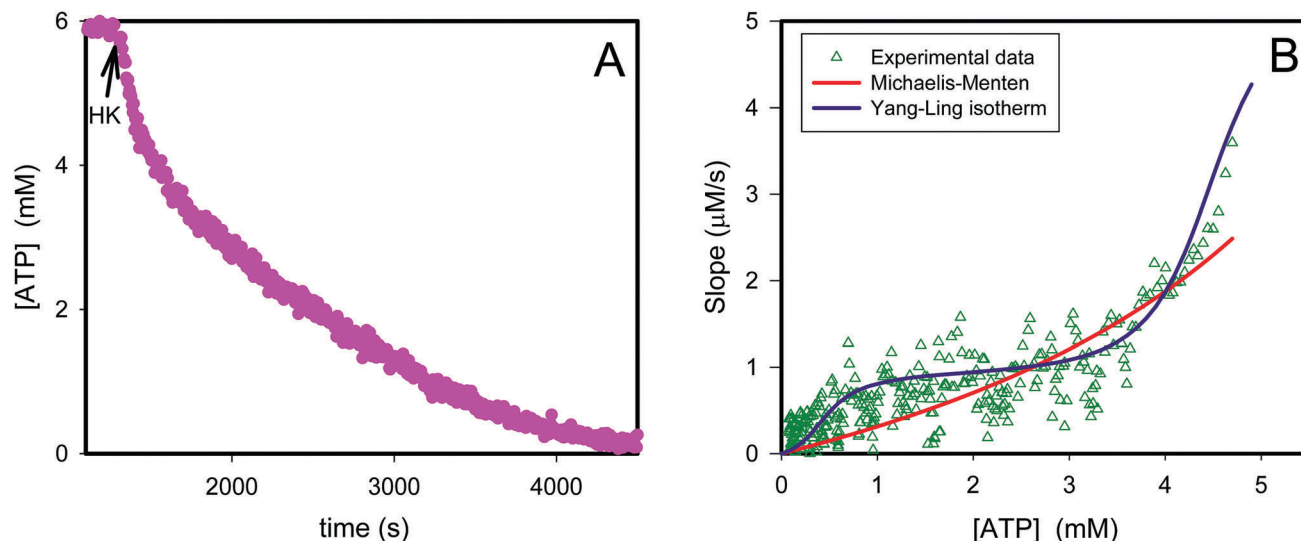 A
HK
[ATP] (mM)
6
4
2
0
2000 3000 4000
time (s)
B
Experimental data
Michaelis-Menten
Yang-Ling isotherm
Slope (μM/s)
5
4
3
2
1
0
0 1 2 3 4 5
[ATP] (mM)